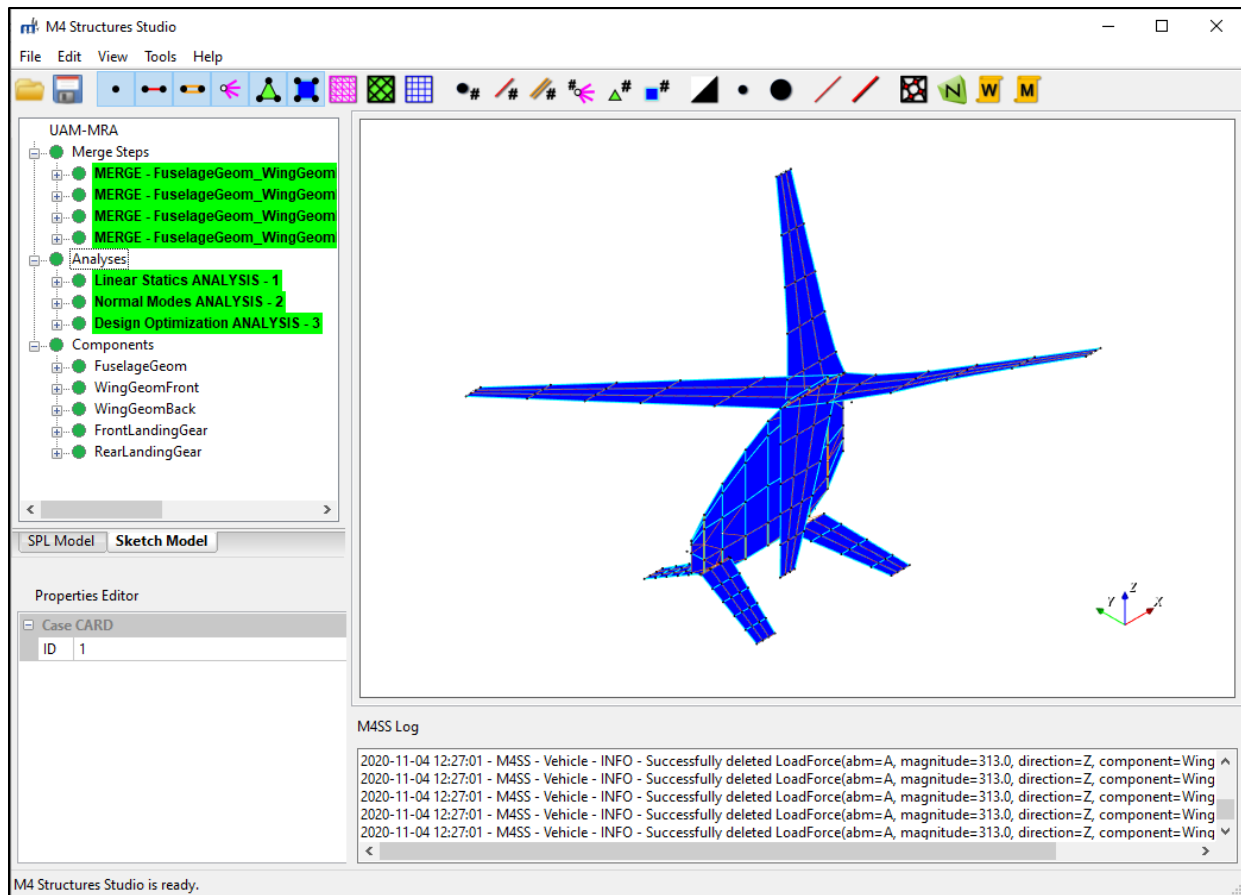 M4 Structures Studio
File Edit View Tools Help
# # # # # # N W M
UAM-MRA
Merge Steps
MERGE - FuselageGeom_WingGeom
MERGE - FuselageGeom_WingGeom
MERGE - FuselageGeom_WingGeom
MERGE - FuselageGeom_WingGeom
Analyses
Linear Statics ANALYSIS - 1
Normal Modes ANALYSIS - 2
Design Optimization ANALYSIS - 3
Components
FuselageGeom
WingGeomFront
WingGeomBack
FrontLandingGear
RearLandingGear
SPL Model Sketch Model
Properties Editor
Case CARD
ID 1
Y Z X
M4SS Log
2020-11-04 12:27:01 - M4SS - Vehicle - INFO - Successfully deleted LoadForce(abm=A, magnitude=313.0, direction=Z, component=Wing
2020-11-04 12:27:01 - M4SS - Vehicle - INFO - Successfully deleted LoadForce(abm=A, magnitude=313.0, direction=Z, component=Wing
2020-11-04 12:27:01 - M4SS - Vehicle - INFO - Successfully deleted LoadForce(abm=A, magnitude=313.0, direction=Z, component=Wing
2020-11-04 12:27:01 - M4SS - Vehicle - INFO - Successfully deleted LoadForce(abm=A, magnitude=313.0, direction=Z, component=Wing
2020-11-04 12:27:01 - M4SS - Vehicle - INFO - Successfully deleted LoadForce(abm=A, magnitude=313.0, direction=Z, component=Wing
M4 Structures Studio is ready.